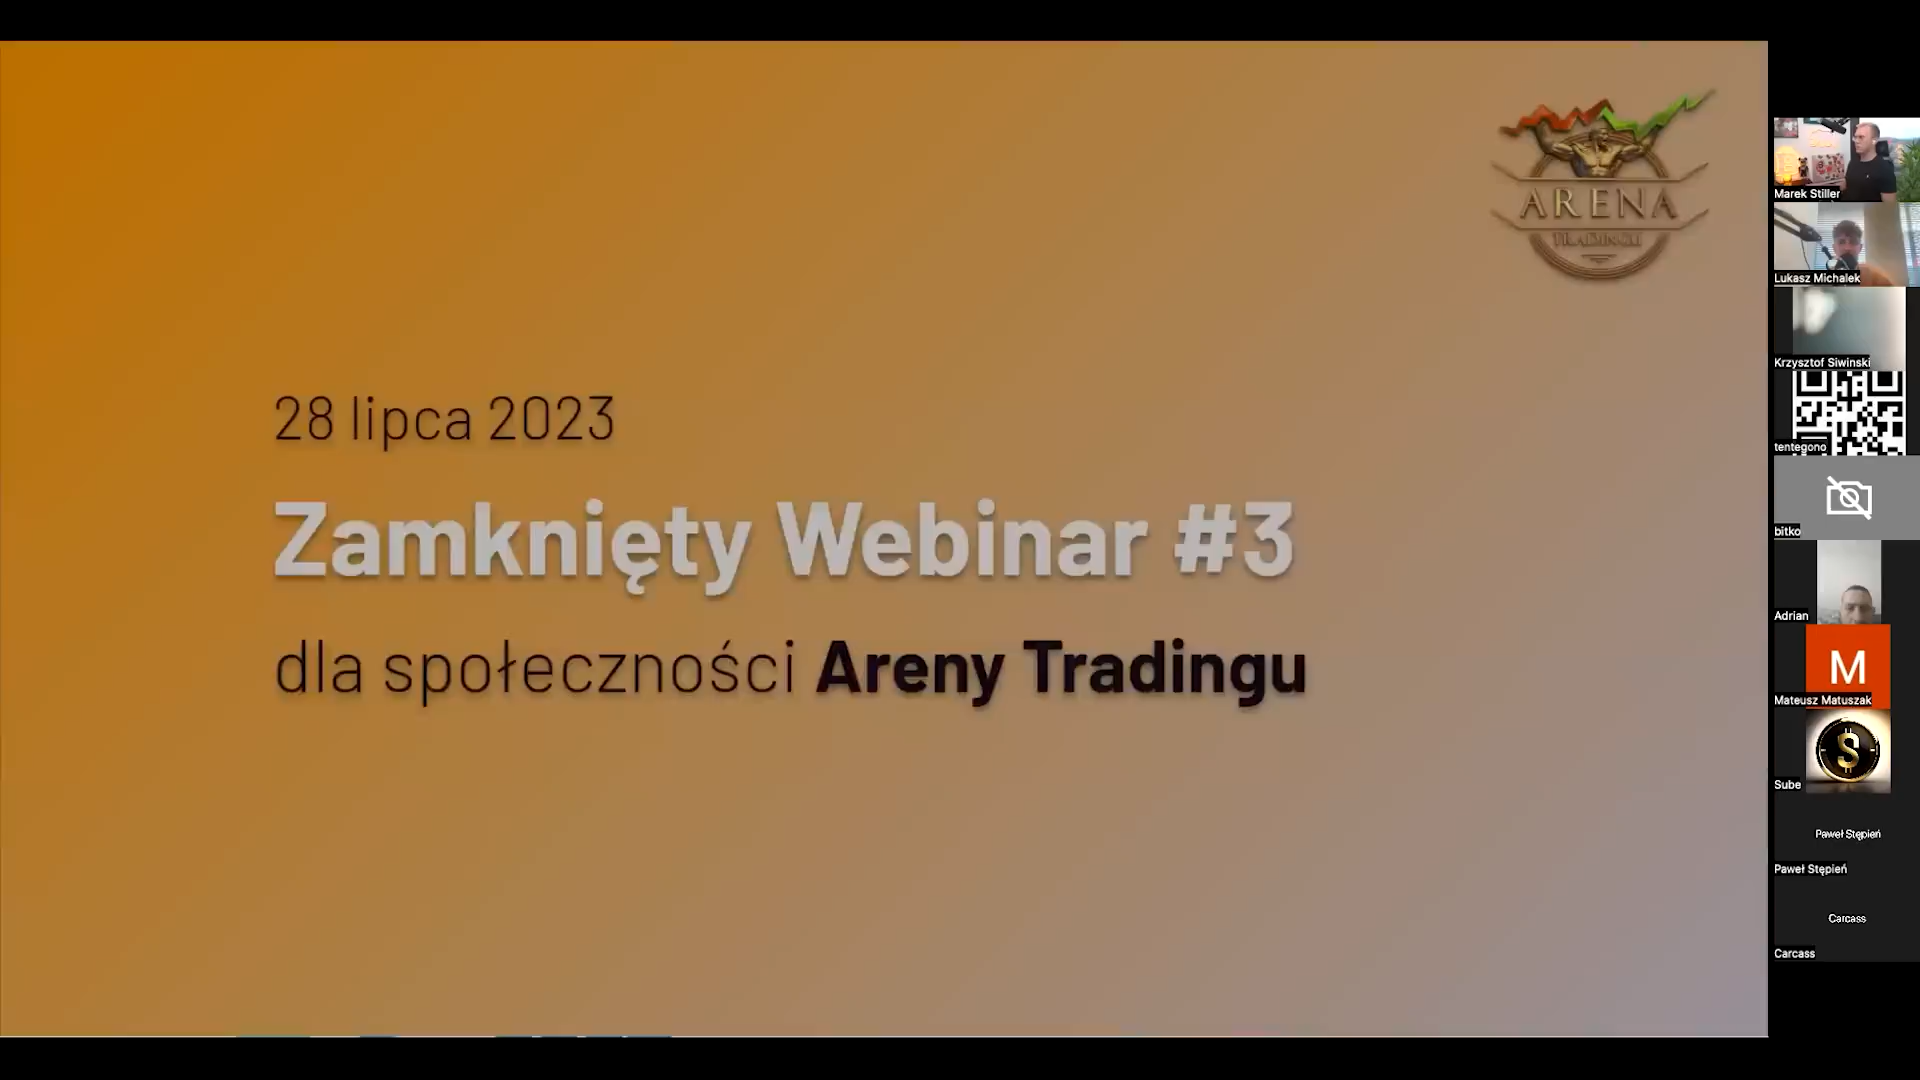 ARENA
TRADINGU
28 lipca 2023
Zamknięty Webinar #3
dla społeczności Areny Tradingu
Marek Stiller
Lukasz Michalek
Krzysztof Siwinski
tentegono
bitko
Adrian
M
Mateusz Matuszak
Sube
Paweł Stępień
Paweł Stępień
Carcass
Carcass